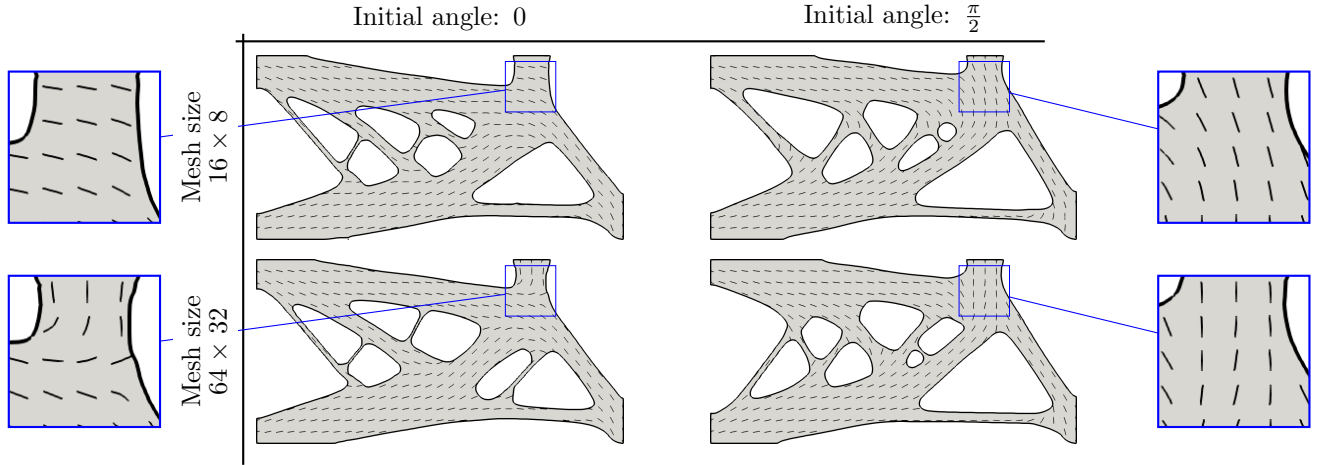 Initial angle: 0
Initial angle: π/2
Mesh size
16 × 8
Mesh size
64 × 32